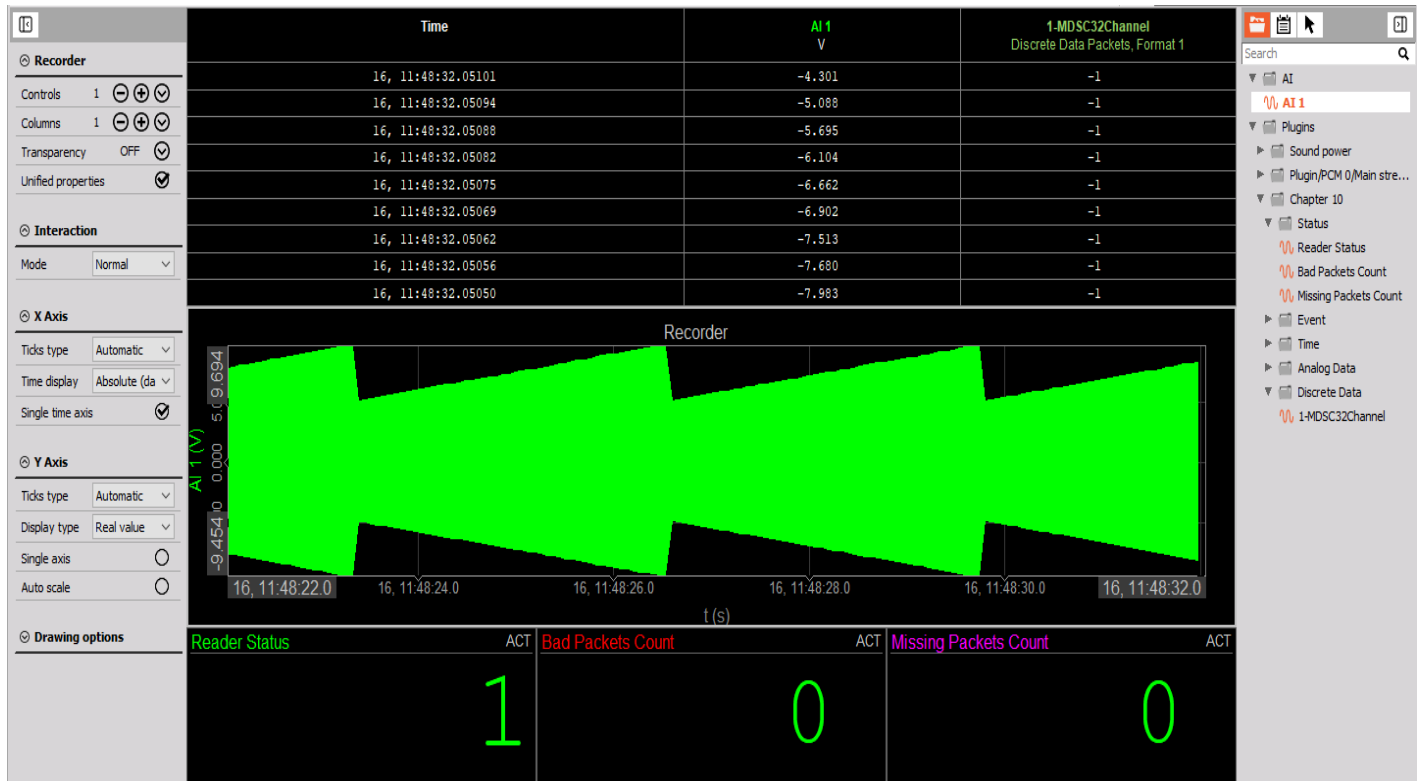 Recorder
Controls 1
Columns 1
Transparency OFF
Unified properties
Interaction
Mode Normal
X Axis
Ticks type Automatic
Time display Absolute (da
Single time axis
Y Axis
Ticks type Automatic
Display type Real value
Single axis
Auto scale
Drawing options
Time AI 1 1-MDSC32Channel
V Discrete Data Packets, Format 1
16, 11:48:32.05101 -4.301 -1
16, 11:48:32.05094 -5.088 -1
16, 11:48:32.05088 -5.695 -1
16, 11:48:32.05082 -6.104 -1
16, 11:48:32.05075 -6.662 -1
16, 11:48:32.05069 -6.902 -1
16, 11:48:32.05062 -7.513 -1
16, 11:48:32.05056 -7.680 -1
16, 11:48:32.05050 -7.983 -1
Recorder
9.694
0.000
-9.454
AI 1 (V)
16, 11:48:22.0 16, 11:48:24.0 16, 11:48:26.0 16, 11:48:28.0 16, 11:48:30.0 16, 11:48:32.0
t (s)
Reader Status ACT
1
Bad Packets Count ACT
0
Missing Packets Count ACT
0
Search
AI
AI 1
Plugins
Sound power
Plugin/PCM 0/Main stre...
Chapter 10
Status
Reader Status
Bad Packets Count
Missing Packets Count
Event
Time
Analog Data
Discrete Data
1-MDSC32Channel